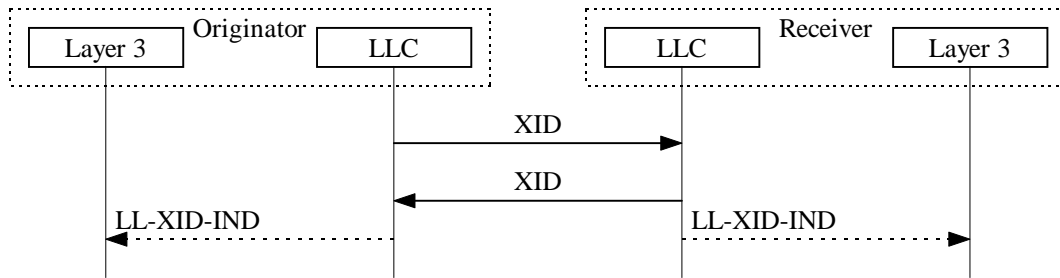 Originator
Receiver
Layer 3
LLC
LLC
Layer 3
XID
XID
LL-XID-IND
LL-XID-IND